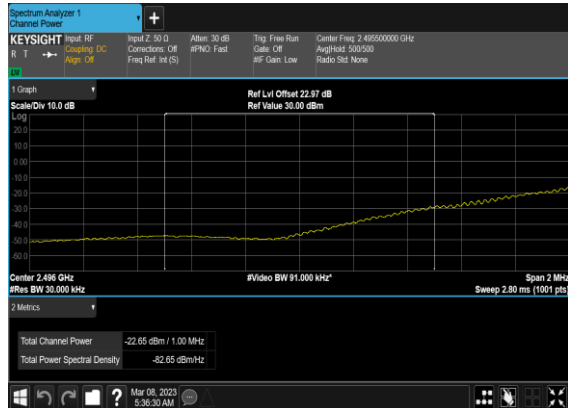 Spectrum Analyzer 1
Channel Power
+
KEYSIGHT Input: RF Input Z: 50 Ω Atten: 30 dB Trig: Free Run Center Freq: 2.495500000 GHz
R T Coupling: DC Corrections: Off #PNO: Fast Gate: Off Avg|Hold: 500/500
Align: Off Freq Ref: Int (S) #IF Gain: Low Radio Std: None
1 Graph
Ref Lvl Offset 22.97 dB
Scale/Div 10.0 dB Ref Value 30.00 dBm
Log
20.0
10.0
0.00
-10.0
-20.0
-30.0
-40.0
-50.0
-60.0
Center 2.496 GHz #Video BW 91.000 kHz* Span 2 MHz
#Res BW 30.000 kHz Sweep 2.80 ms (1001 pts)
2 Metrics
Total Channel Power -22.65 dBm / 1.00 MHz
Total Power Spectral Density -82.65 dBm/Hz
? Mar 08, 2023
5:36:30 AM